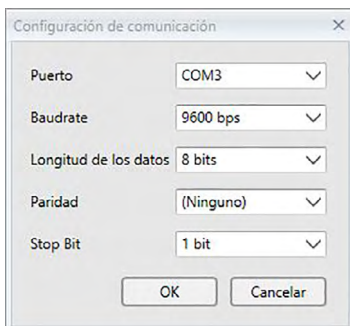 Configuración de comunicación
Puerto COM3
Baudrate 9600 bps
Longitud de los datos 8 bits
Paridad (Ninguno)
Stop Bit 1 bit
OK Cancelar